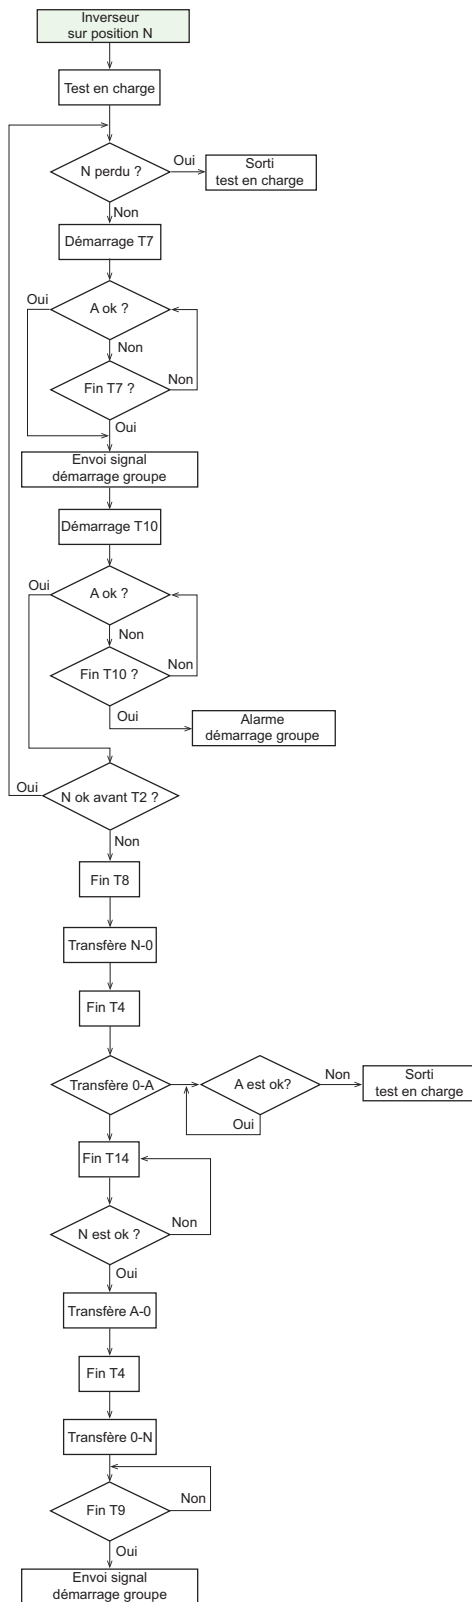 Inverseur
sur position N
Test en charge
N perdu ?
Oui
Sorti
test en charge
Non
Démarrage T7
Oui
A ok ?
Non
Fin T7 ?
Non
Oui
Envoi signal
démarrage groupe
Démarrage T10
Oui
A ok ?
Non
Fin T10 ?
Non
Oui
Alarme
démarrage groupe
Oui
N ok avant T2 ?
Non
Fin T8
Transfère N-0
Fin T4
Transfère 0-A
A est ok?
Non
Sorti
test en charge
Oui
Fin T14
N est ok ?
Non
Oui
Transfère A-0
Fin T4
Transfère 0-N
Fin T9
Non
Oui
Envoi signal
démarrage groupe